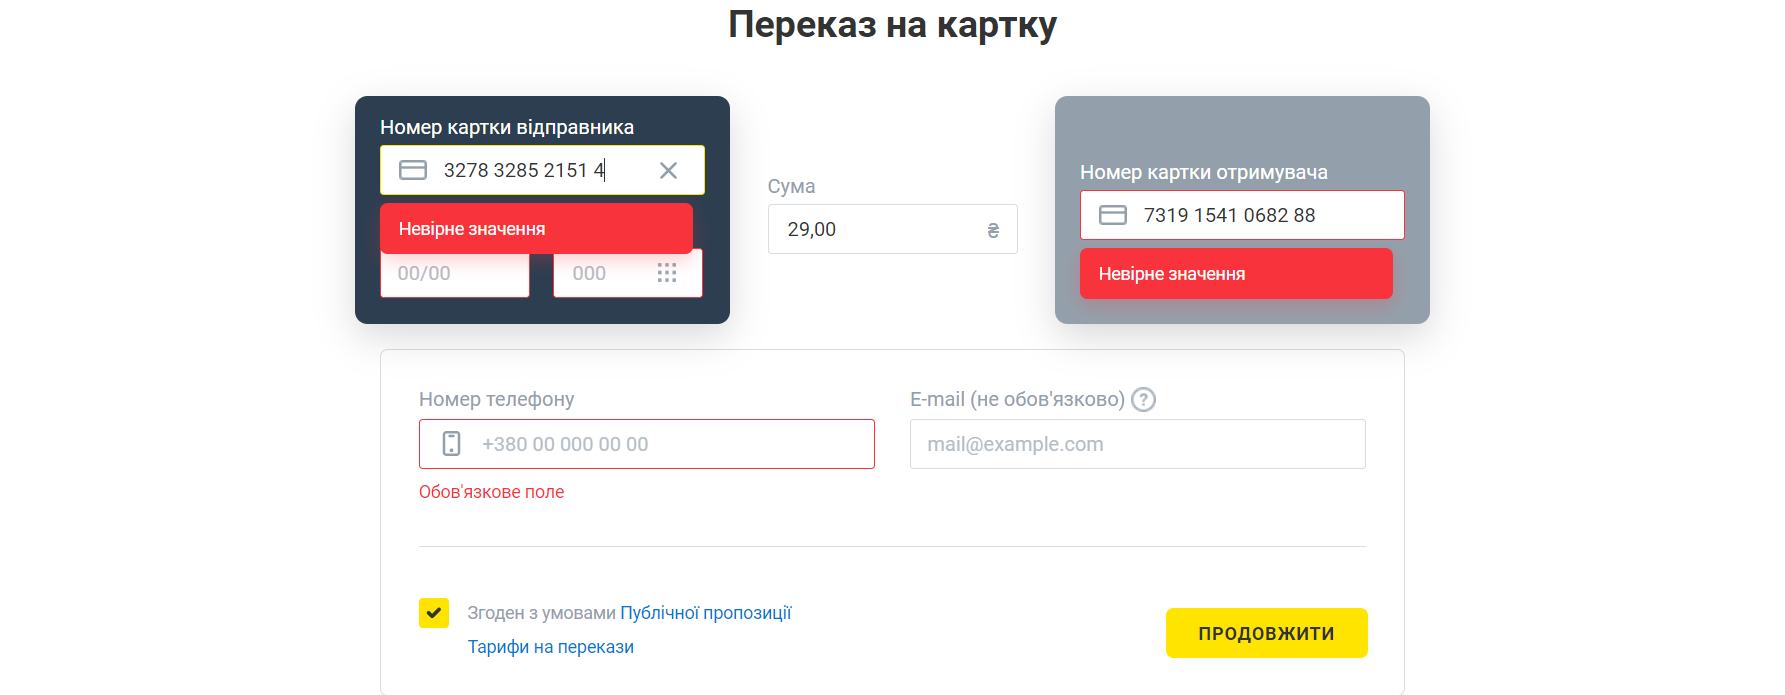 Переказ на картку
Номер картки відправника
3278 3285 2151 4
Невірне значення
00/00
000
Сума
29,00 ₴
Номер картки отримувача
7319 1541 0682 88
Невірне значення
Номер телефону
+380 00 000 00 00
Обов'язкове поле
E-mail (не обов'язково) ?
mail@example.com
Згоден з умовами Публічної пропозиції
Тарифи на перекази
ПРОДОВЖИТИ